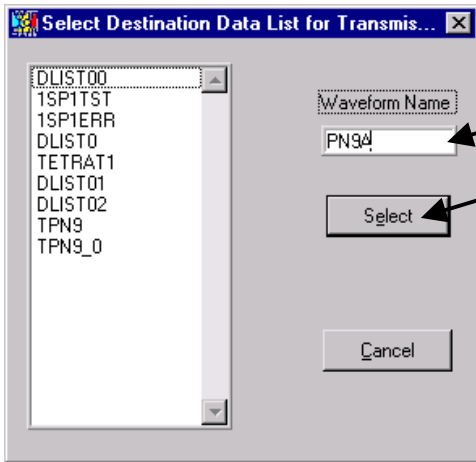 Select Destination Data List for Transmis...
DLIST00
1SP1TST
1SP1ERR
DLIST0
TETRAT1
DLIST01
DLIST02
TPN9
TPN9_0
Waveform Name
PN9A
Select
Cancel